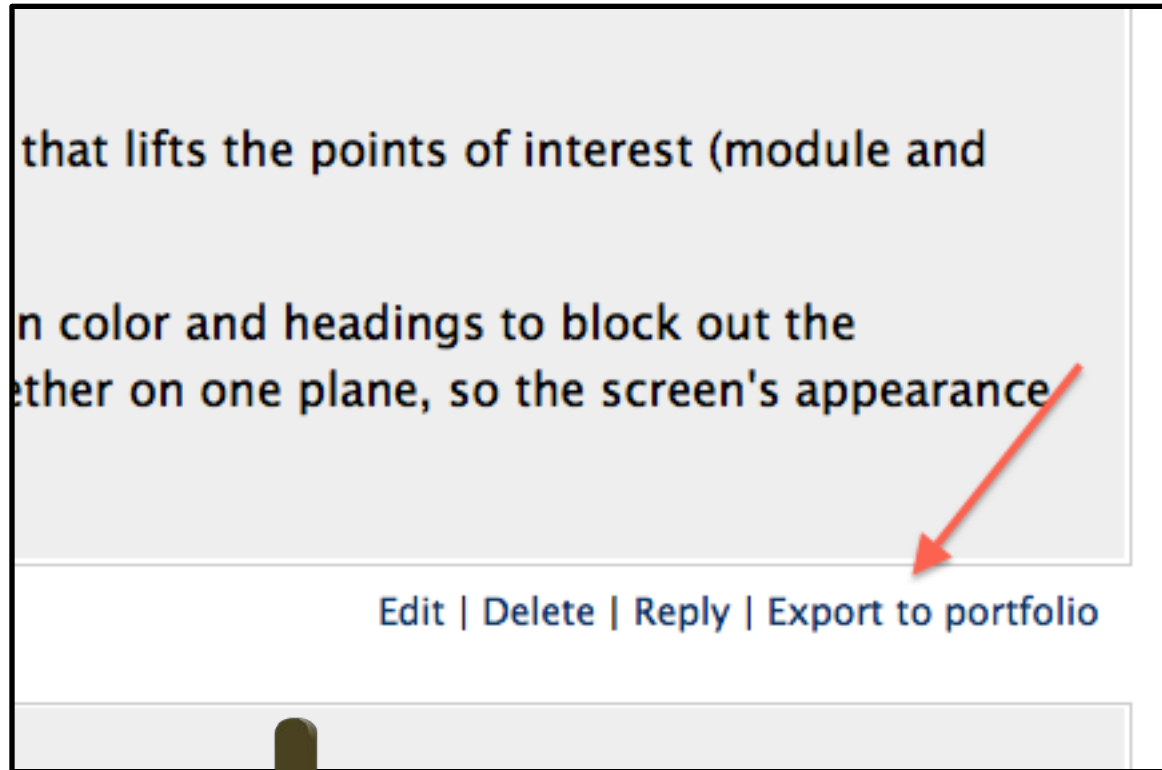 that lifts the points of interest (module and
n color and headings to block out the
ether on one plane, so the screen's appearance
Edit | Delete | Reply | Export to portfolio